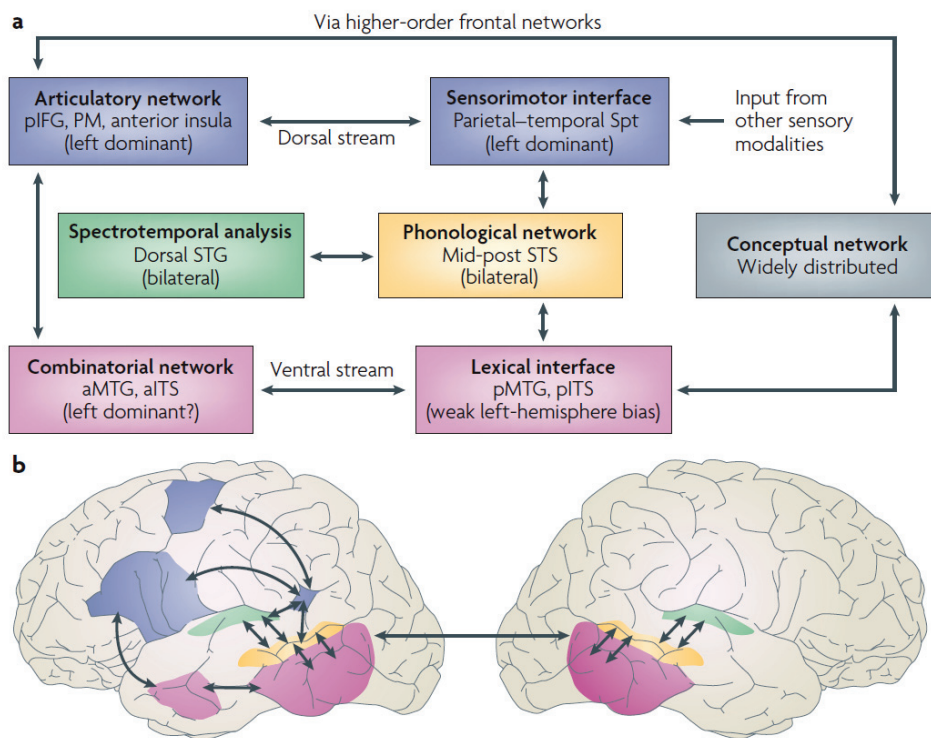 a
Via higher-order frontal networks
Articulatory network
pIFG, PM, anterior insula
(left dominant)
Dorsal stream
Sensorimotor interface
Parietal–temporal Spt
(left dominant)
Input from
other sensory
modalities
Spectrotemporal analysis
Dorsal STG
(bilateral)
Phonological network
Mid-post STS
(bilateral)
Conceptual network
Widely distributed
Combinatorial network
aMTG, aITS
(left dominant?)
Ventral stream
Lexical interface
pMTG, pITS
(weak left-hemisphere bias)
b